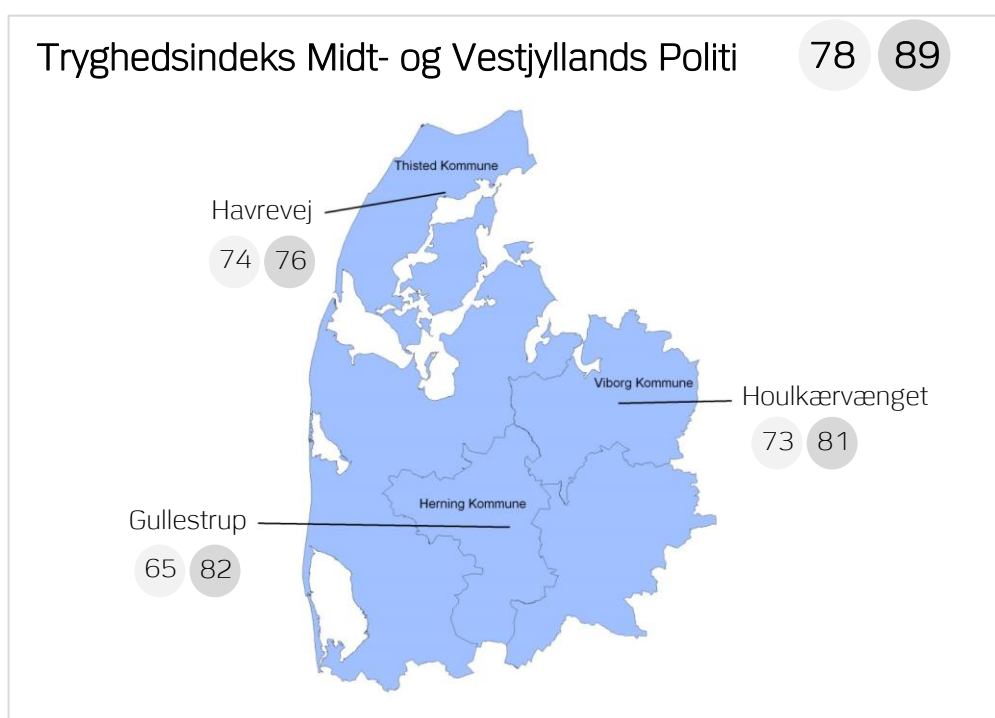 Tryghedsindeks Midt- og Vestjyllands Politi 78 89
Thisted Kommune
Havrevej
74 76
Viborg Kommune
Houlkærvænget
73 81
Herning Kommune
Gullestrup
65 82